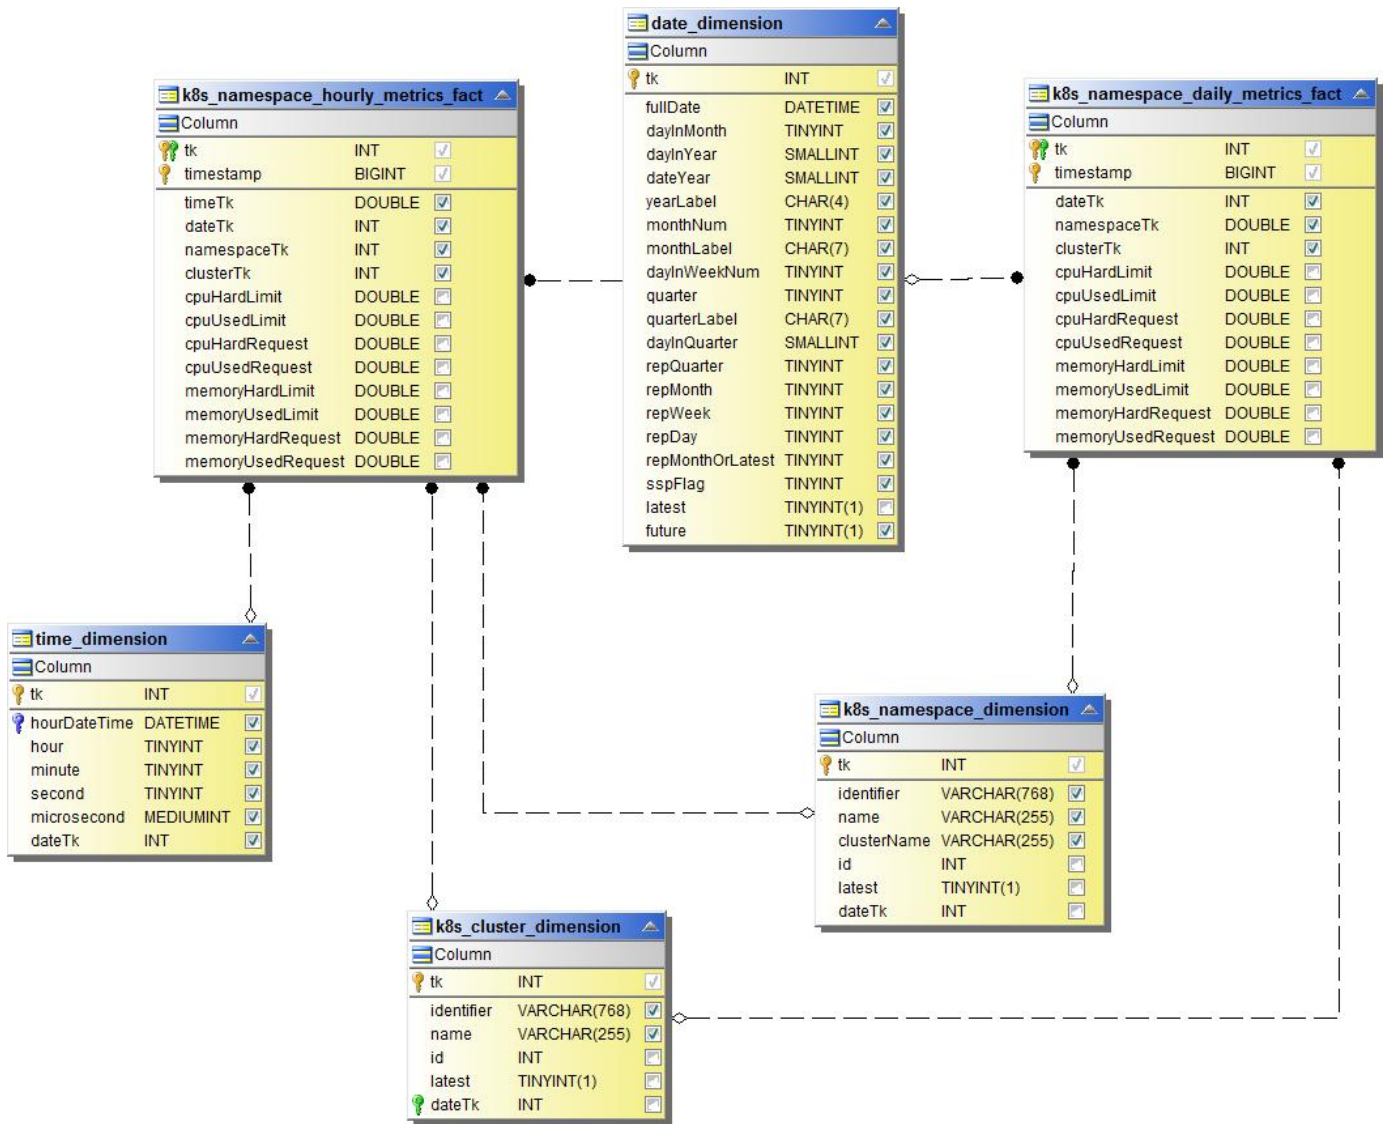 date_dimension
Column
tk INT
fullDate DATETIME
dayInMonth TINYINT
dayInYear SMALLINT
dateYear SMALLINT
yearLabel CHAR(4)
monthNum TINYINT
monthLabel CHAR(7)
dayInWeekNum TINYINT
quarter TINYINT
quarterLabel CHAR(7)
dayInQuarter SMALLINT
repQuarter TINYINT
repMonth TINYINT
repWeek TINYINT
repDay TINYINT
repMonthOrLatest TINYINT
sspFlag TINYINT
latest TINYINT(1)
future TINYINT(1)
k8s_namespace_hourly_metrics_fact
Column
tk INT
timestamp BIGINT
timeTk DOUBLE
dateTk INT
namespaceTk INT
clusterTk INT
cpuHardLimit DOUBLE
cpuUsedLimit DOUBLE
cpuHardRequest DOUBLE
cpuUsedRequest DOUBLE
memoryHardLimit DOUBLE
memoryUsedLimit DOUBLE
memoryHardRequest DOUBLE
memoryUsedRequest DOUBLE
k8s_namespace_daily_metrics_fact
Column
tk INT
timestamp BIGINT
dateTk INT
namespaceTk DOUBLE
clusterTk INT
cpuHardLimit DOUBLE
cpuUsedLimit DOUBLE
cpuHardRequest DOUBLE
cpuUsedRequest DOUBLE
memoryHardLimit DOUBLE
memoryUsedLimit DOUBLE
memoryHardRequest DOUBLE
memoryUsedRequest DOUBLE
time_dimension
Column
tk INT
hourDateTime DATETIME
hour TINYINT
minute TINYINT
second TINYINT
microsecond MEDIUMINT
dateTk INT
k8s_namespace_dimension
Column
tk INT
identifier VARCHAR(768)
name VARCHAR(255)
clusterName VARCHAR(255)
id INT
latest TINYINT(1)
dateTk INT
k8s_cluster_dimension
Column
tk INT
identifier VARCHAR(768)
name VARCHAR(255)
id INT
latest TINYINT(1)
dateTk INT